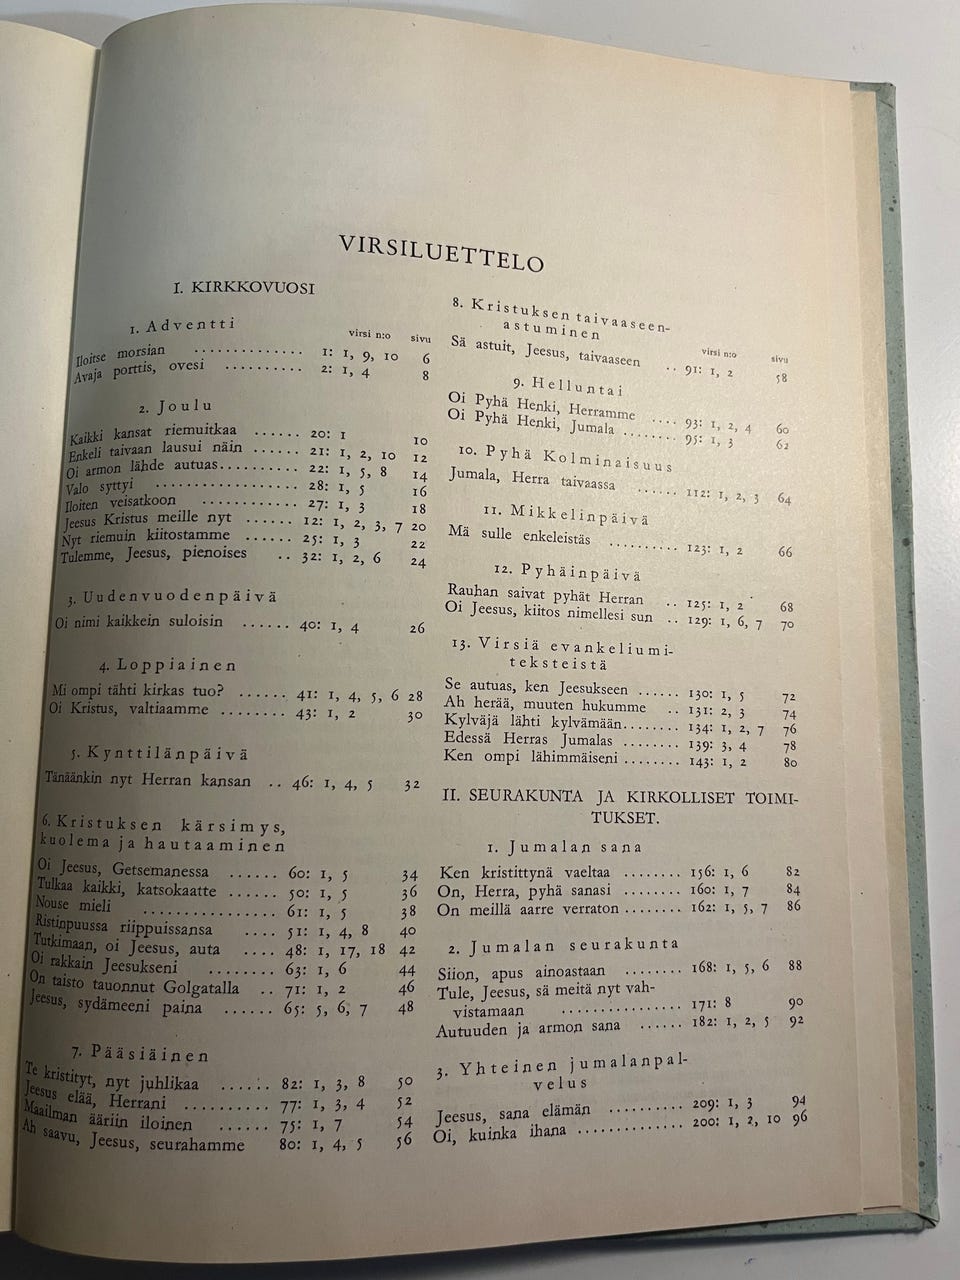 VIRSILUETTELO
I. KIRKKOVUOSI
1. Adventti
virsi n:o sivu
Iloitse morsian ............. 1: 1, 9, 10 6
Avaja porttis, ovesi .......... 2: 1, 4 8
2. Joulu
Kaikki kansat riemuitkaa ...... 20: 1 10
Enkeli taivaan lausui näin ...... 21: 1, 2, 10 12
Oi armon lähde autuas.......... 22: 1, 5, 8 14
Valo syttyi .................. 28: 1, 5 16
Iloiten veisatkoon ............ 27: 1, 3 18
Jeesus Kristus meille nyt ...... 12: 1, 2, 3, 7 20
Nyt riemuin kiitostamme ...... 25: 1, 3 22
Tulemme, Jeesus, pienoises .. 32: 1, 2, 6 24
3. Uudenvuodenpäivä
Oi nimi kaikkein suloisin ...... 40: 1, 4 26
4. Loppiainen
Mi ompi tähti kirkas tuo? ...... 41: 1, 4, 5, 6 28
Oi Kristus, valtiaamme ........ 43: 1, 2 30
5. Kynttilänpäivä
Tänäänkin nyt Herran kansan .. 46: 1, 4, 5 32
6. Kristuksen kärsimys,
kuolema ja hautaaminen
Oi Jeesus, Getsemanessa ...... 60: 1, 5 34
Tulkaa kaikki, katsokaatte ...... 50: 1, 5 36
Nouse mieli .................. 61: 1, 5 38
Ristinpuussa riippuissansa .... 51: 1, 4, 8 40
Tutkimaan, oi Jeesus, auta .... 48: 1, 17, 18 42
Oi rakkain Jeesukseni ........ 63: 1, 6 44
On taisto tauonnut Golgatalla .. 71: 1, 2 46
Jeesus, sydämeeni paina ...... 65: 5, 6, 7 48
7. Pääsiäinen
Te kristityt, nyt juhlikaa ...... 82: 1, 3, 8 50
Jeesus elää, Herrani .......... 77: 1, 3, 4 52
Maailman ääriin iloinen ...... 75: 1, 7 54
Ah saavu, Jeesus, seurahamme 80: 1, 4, 5 56
8. Kristuksen taivaaseen-
astuminen
virsi n:o sivu
Sä astuit, Jeesus, taivaaseen .. 91: 1, 2 58
9. Helluntai
Oi Pyhä Henki, Herramme .... 93: 1, 2, 4 60
Oi Pyhä Henki, Jumala ........ 95: 1, 3 62
10. Pyhä Kolminaisuus
Jumala, Herra taivaassa ...... 112: 1, 2, 3 64
11. Mikkelinpäivä
Mä sulle enkeleistäs .......... 123: 1, 2 66
12. Pyhäinpäivä
Rauhan saivat pyhät Herran .. 125: 1, 2 68
Oi Jeesus, kiitos nimellesi sun .. 129: 1, 6, 7 70
13. Virsiä evankeliumi-
teksteistä
Se autuas, ken Jeesukseen ...... 130: 1, 5 72
Ah herää, muuten hukumme .. 131: 2, 3 74
Kylväjä lähti kylvämään........ 134: 1, 2, 7 76
Edessä Herras Jumalas ........ 139: 3, 4 78
Ken ompi lähimmäiseni ........ 143: 1, 2 80
II. SEURAKUNTA JA KIRKOLLISET TOIMI-
TUKSET.
1. Jumalan sana
Ken kristittynä vaeltaa ........ 156: 1, 6 82
On, Herra, pyhä sanasi ........ 160: 1, 7 84
On meillä aarre verraton ........ 162: 1, 5, 7 86
2. Jumalan seurakunta
Siion, apus ainoastaan ........ 168: 1, 5, 6 88
Tule, Jeesus, sä meitä nyt vah-
vistamaan ................ 171: 8 90
Autuuden ja armon sana ...... 182: 1, 2, 5 92
3. Yhteinen jumalanpal-
velus
Jeesus, sana elämän .......... 209: 1, 3 94
Oi, kuinka ihana .............. 200: 1, 2, 10 96